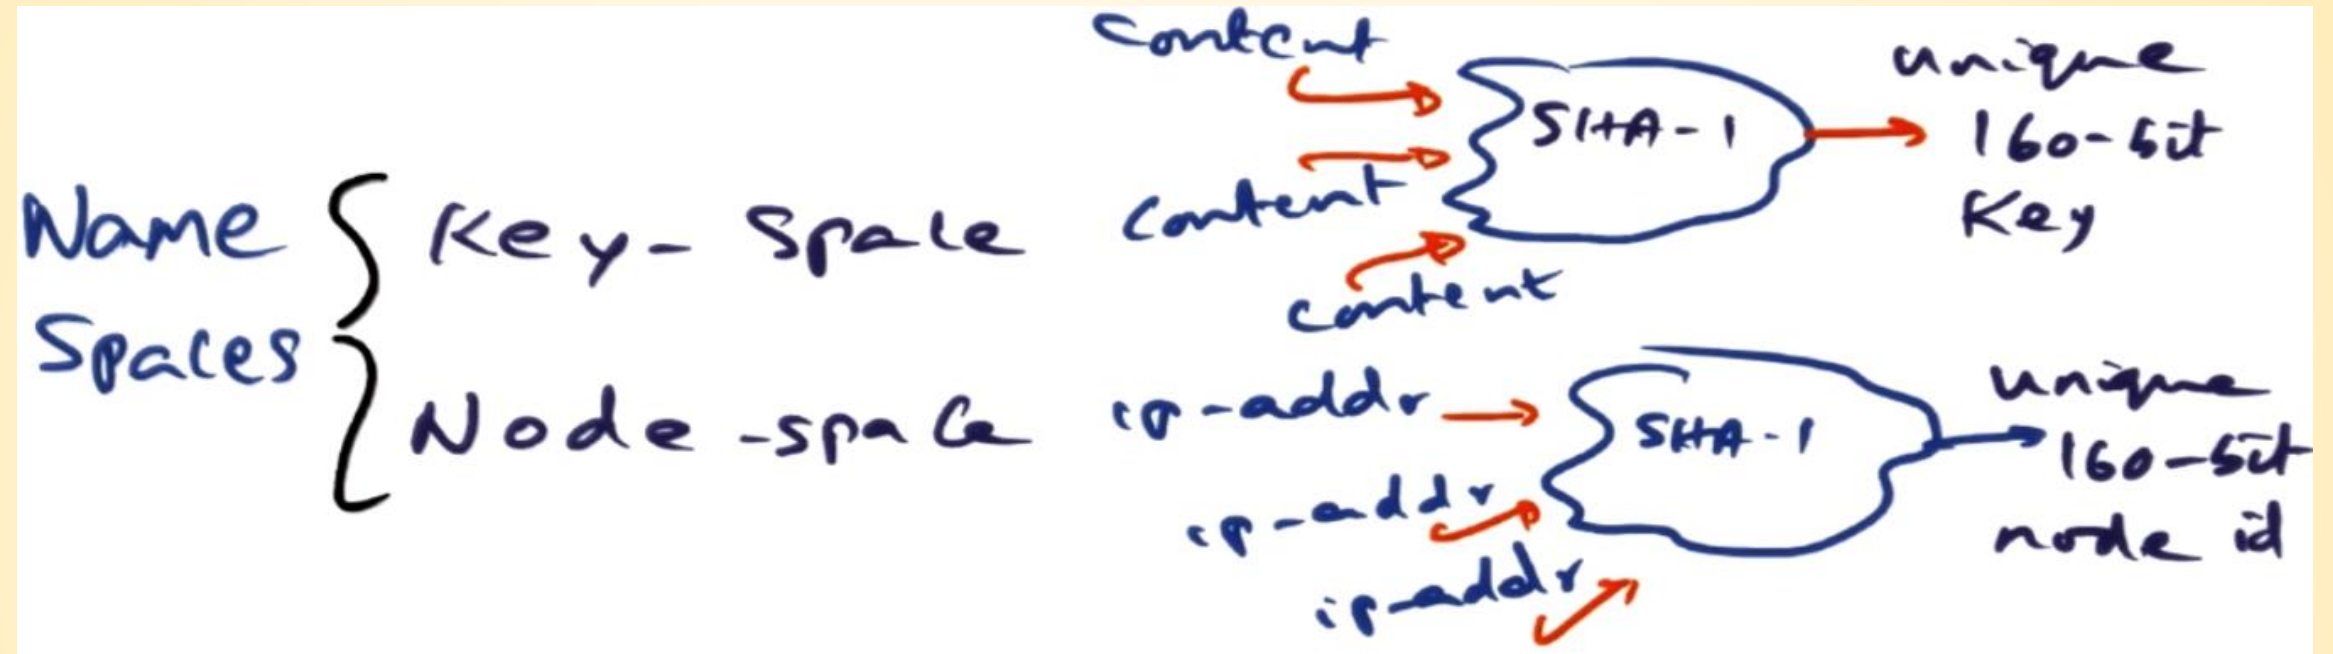 Name
Spaces
Key-Space
Node-space
Content
Content
Content
SHA-1
unique
160-bit
Key
ip-addr
ip-addr
ip-addr
SHA-1
unique
160-bit
node id